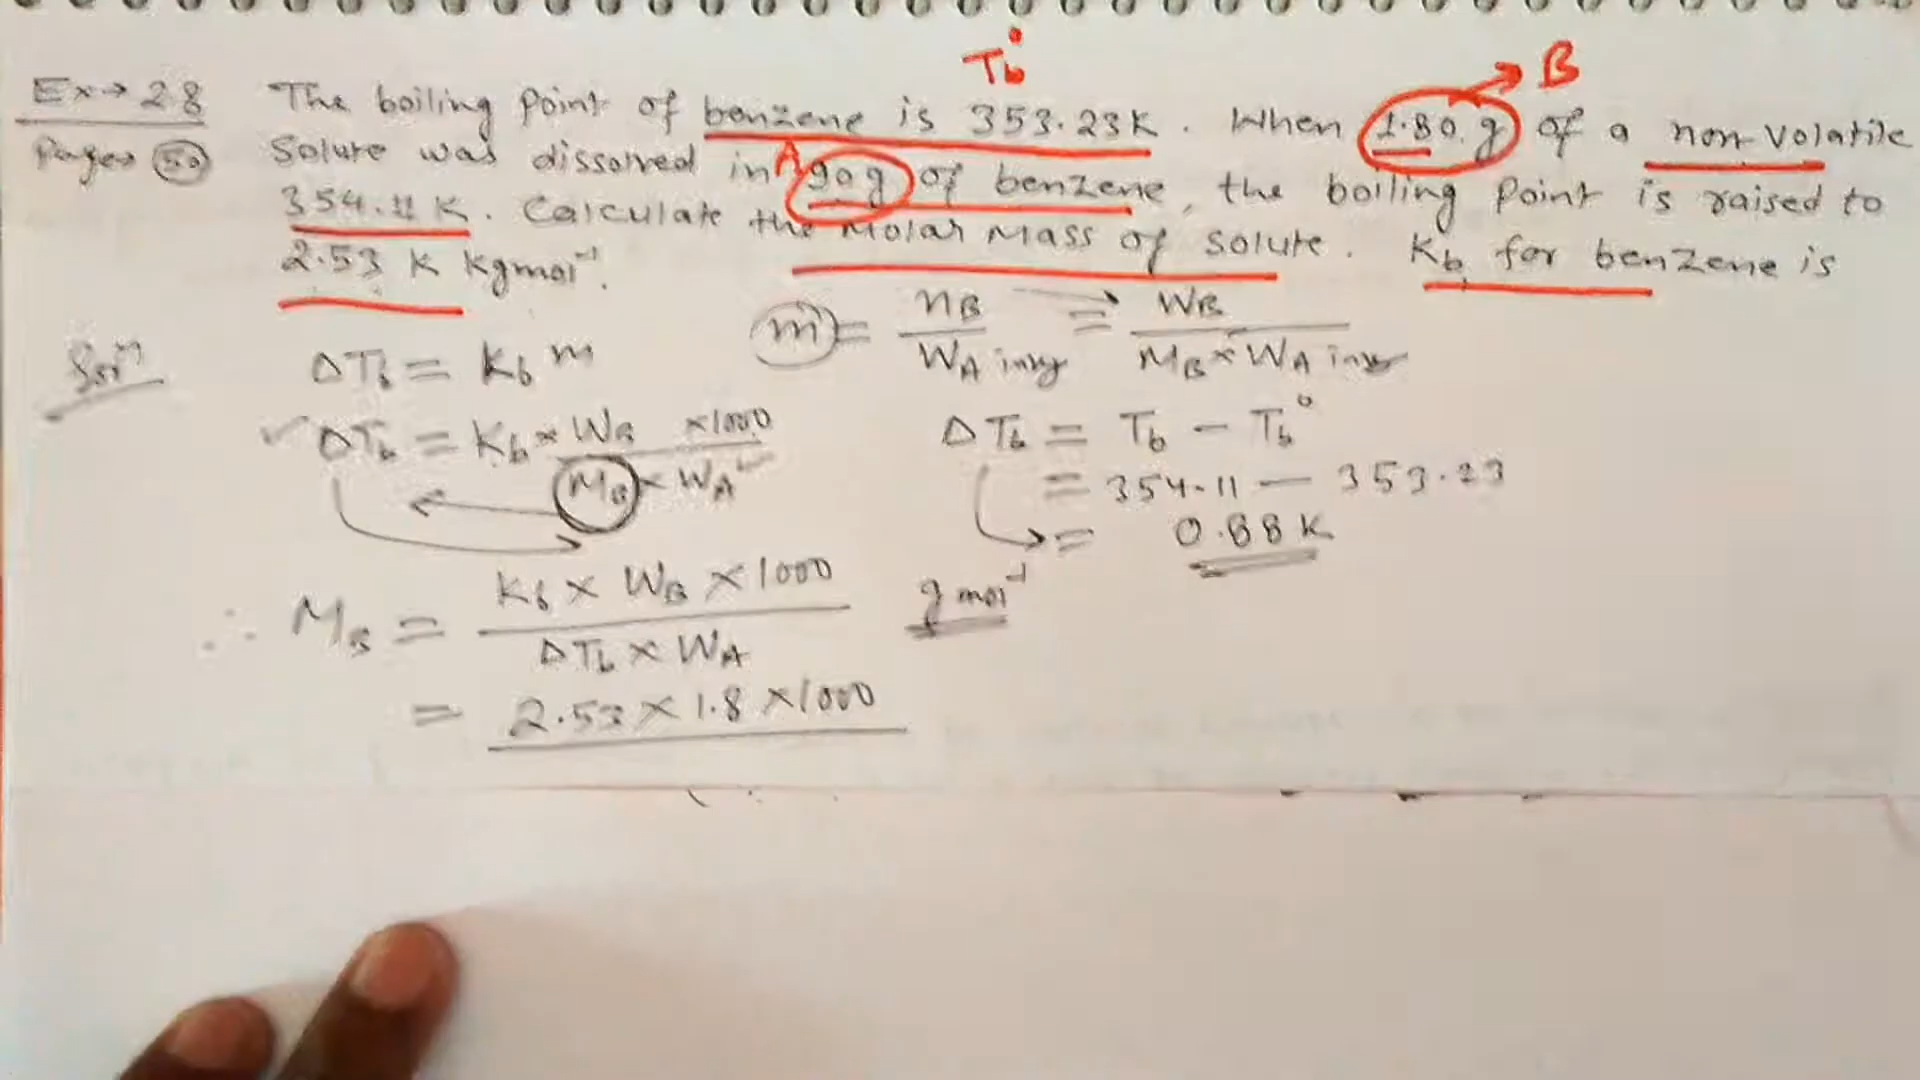 Tb°
B
Ex→ 2.8 The boiling point of benzene is 353.23K. When 1.80 g of a non volatile
Pages 50 Solute was dissolved in A 90g of benzene, the boiling point is raised to
354.11 K. Calculate the Molar Mass of solute. Kb for benzene is
2.53 K kgmol⁻¹.
m = nB / WA in kg = WB / MB × WA in kg
Solⁿ ΔTb = Kb m
ΔTb = Kb × WB ×1000 / MB × WA
ΔTb = Tb − Tb°
= 354.11 − 353.23
= 0.88 K
∴ MB = Kb × WB × 1000 / ΔTb × WA g mol⁻¹
= 2.53 × 1.8 × 1000